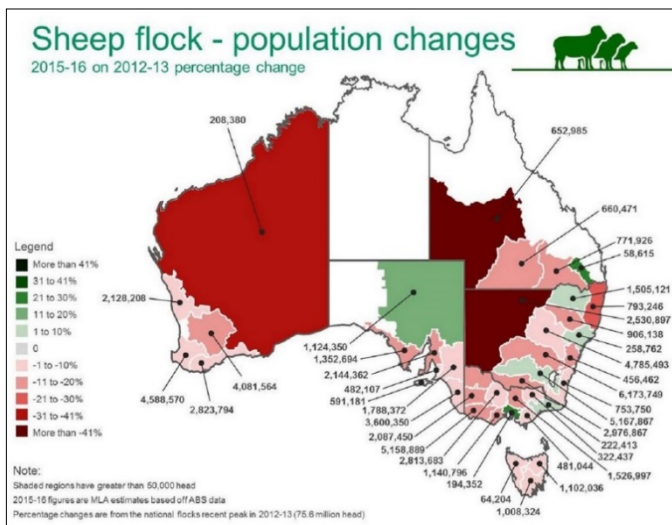 Sheep flock - population changes
2015-16 on 2012-13 percentage change
208,380
652,985
660,471
771,926
58,615
Legend
More than 41%
31 to 41%
21 to 30%
11 to 20%
1 to 10%
0
-1 to -10%
-11 to -20%
-21 to -30%
-31 to -41%
More than -41%
2,128,208
4,588,570
2,823,794
4,081,564
1,124,350
1,352,694
2,144,362
482,107
591,181
1,788,372
3,600,350
2,087,450
5,158,889
2,813,683
1,140,796
194,352
1,505,121
793,246
2,530,897
906,138
258,762
4,785,493
456,462
6,173,749
753,750
5,167,867
2,976,867
222,413
322,437
1,526,997
481,044
64,204
1,102,036
1,008,324
Note:
Shaded regions have greater than 50,000 head
2015-16 figures are MLA estimates based off ABS data
Percentage changes are from the national flocks recent peak in 2012-13 (75.6 million head)